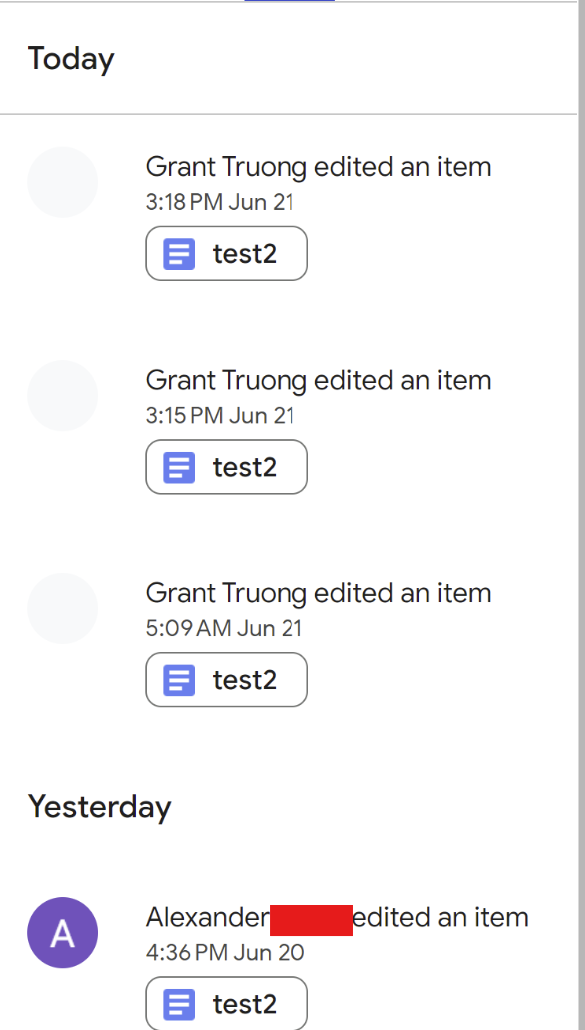 Today
Grant Truong edited an item
3:18 PM Jun 21
test2
Grant Truong edited an item
3:15 PM Jun 21
test2
Grant Truong edited an item
5:09 AM Jun 21
test2
Yesterday
A
Alexander edited an item
4:36 PM Jun 20
test2